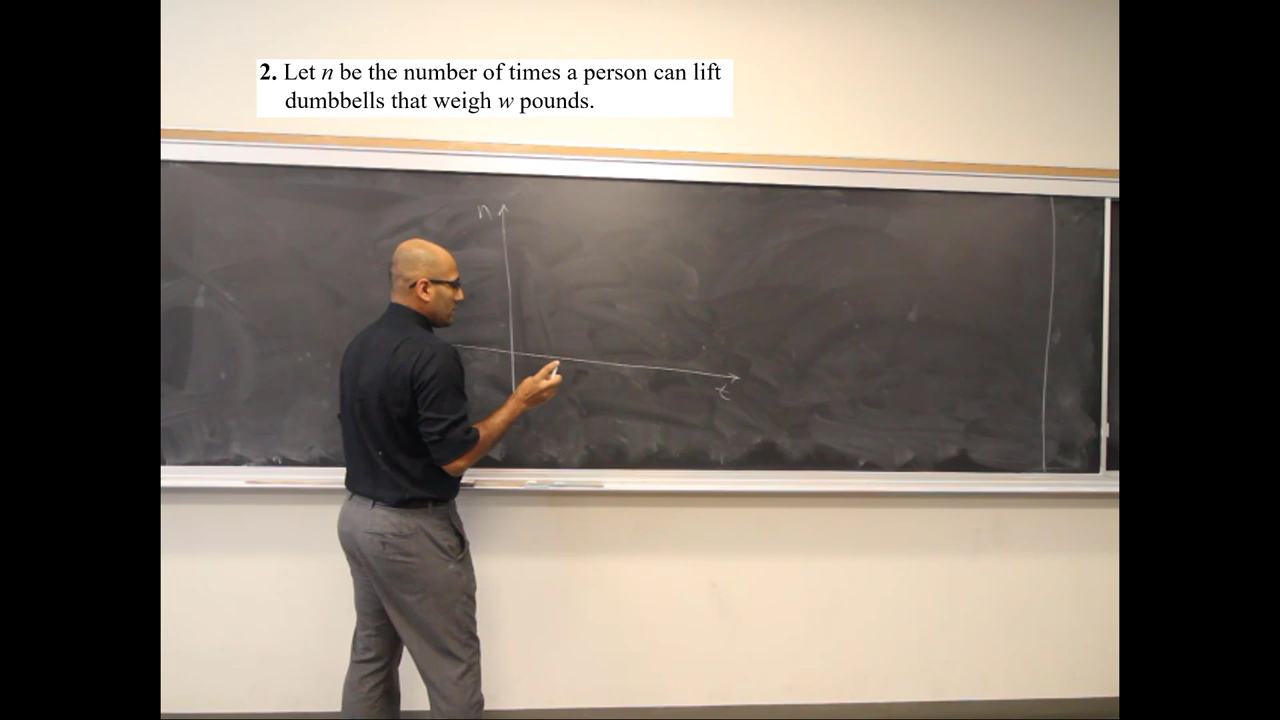 2. Let n be the number of times a person can lift
dumbbells that weigh w pounds.
n
t